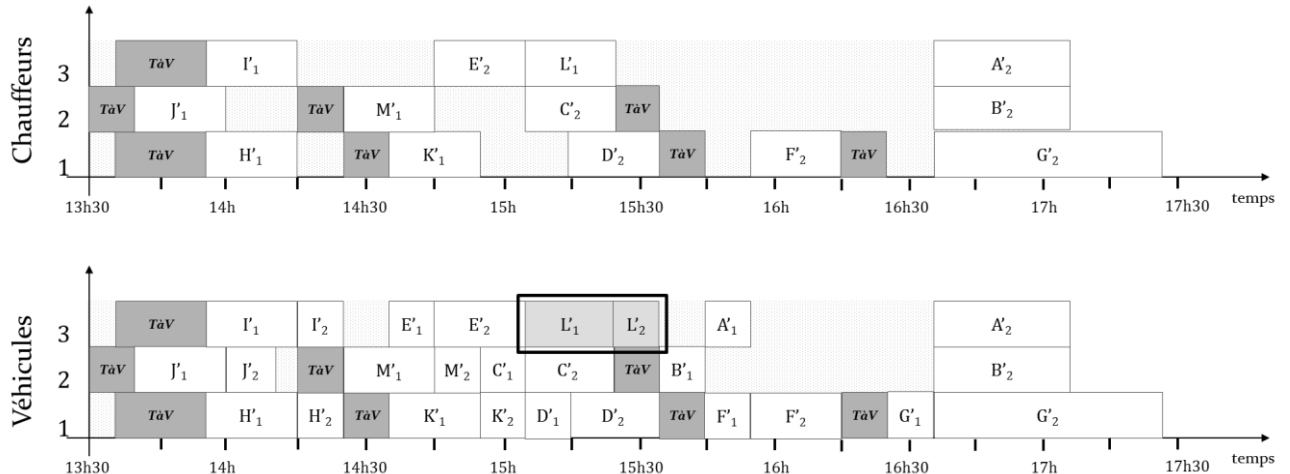 Chauffeurs
3
TàV I'₁ E'₂ L'₁ A'₂
2
TàV J'₁ TàV M'₁ C'₂ TàV B'₂
1
TàV H'₁ TàV K'₁ D'₂ TàV F'₂ TàV G'₂
13h30 14h 14h30 15h 15h30 16h 16h30 17h 17h30 temps
Véhicules
3
TàV I'₁ I'₂ E'₁ E'₂ L'₁ L'₂ A'₁ A'₂
2
TàV J'₁ J'₂ TàV M'₁ M'₂ C'₁ C'₂ TàV B'₁ B'₂
1
TàV H'₁ H'₂ TàV K'₁ K'₂ D'₁ D'₂ TàV F'₁ F'₂ TàV G'₁ G'₂
13h30 14h 14h30 15h 15h30 16h 16h30 17h 17h30 temps